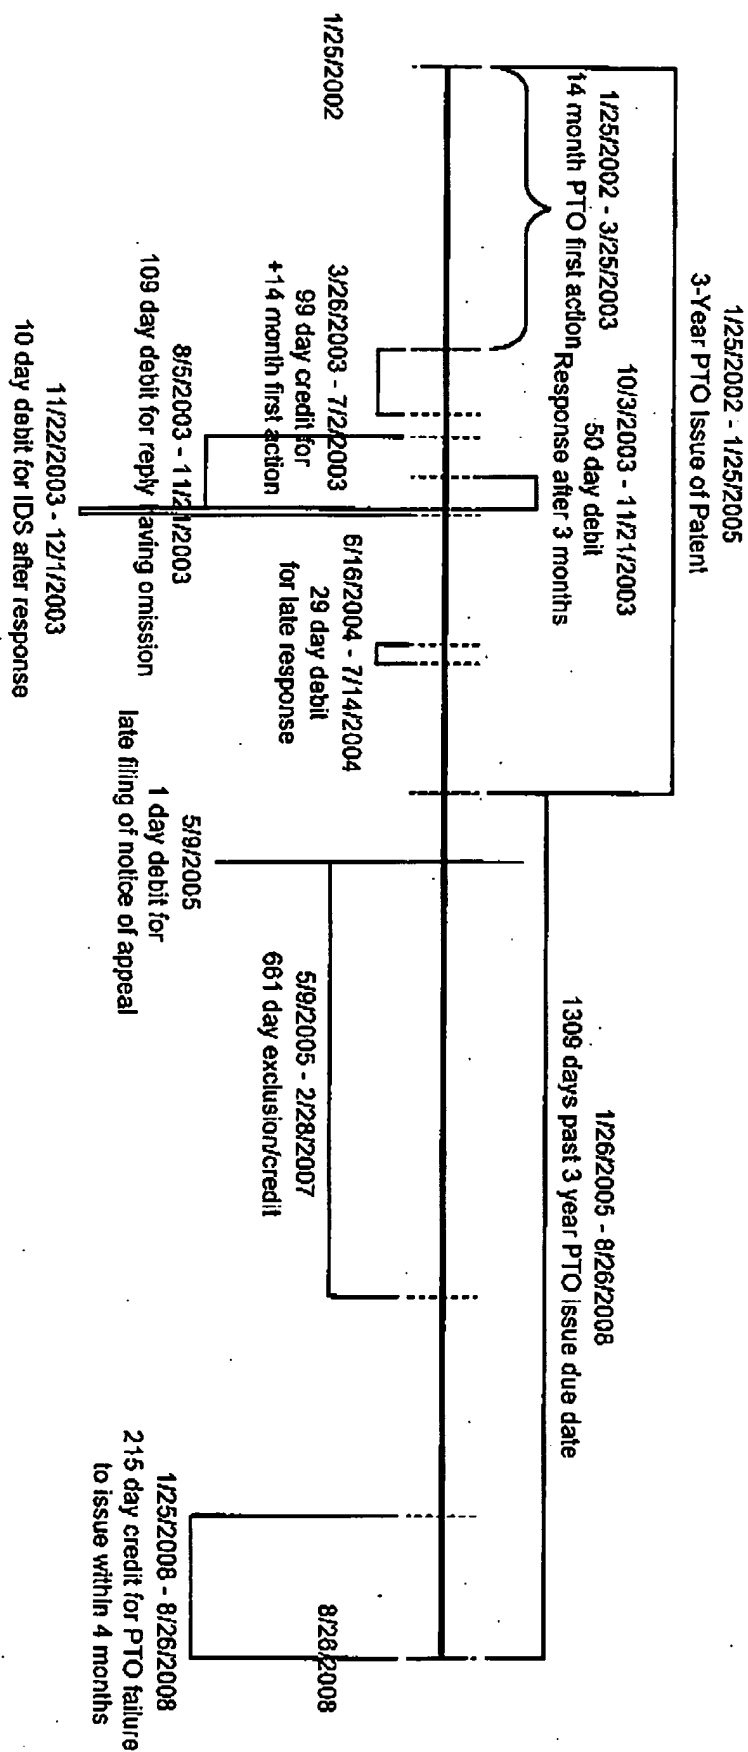 1/25/2002 - 1/25/2005
3-Year PTO Issue of Patent
1/25/2002 - 3/25/2003
14 month PTO first action
10/3/2003 - 11/21/2003
50 day debit
Response after 3 months
1/26/2005 - 8/26/2008
1309 days past 3 year PTO issue due date
1/25/2002
3/26/2003 - 7/2/2003
99 day credit for
+14 month first action
6/16/2004 - 7/14/2004
29 day debit
for late response
5/9/2005 - 2/28/2007
661 day exclusion/credit
8/26/2008
8/5/2003 - 11/21/2003
109 day debit for reply having omission
5/9/2005
1 day debit for
late filing of notice of appeal
1/25/2008 - 8/26/2008
215 day credit for PTO failure
to issue within 4 months
11/22/2003 - 12/1/2003
10 day debit for IDS after response